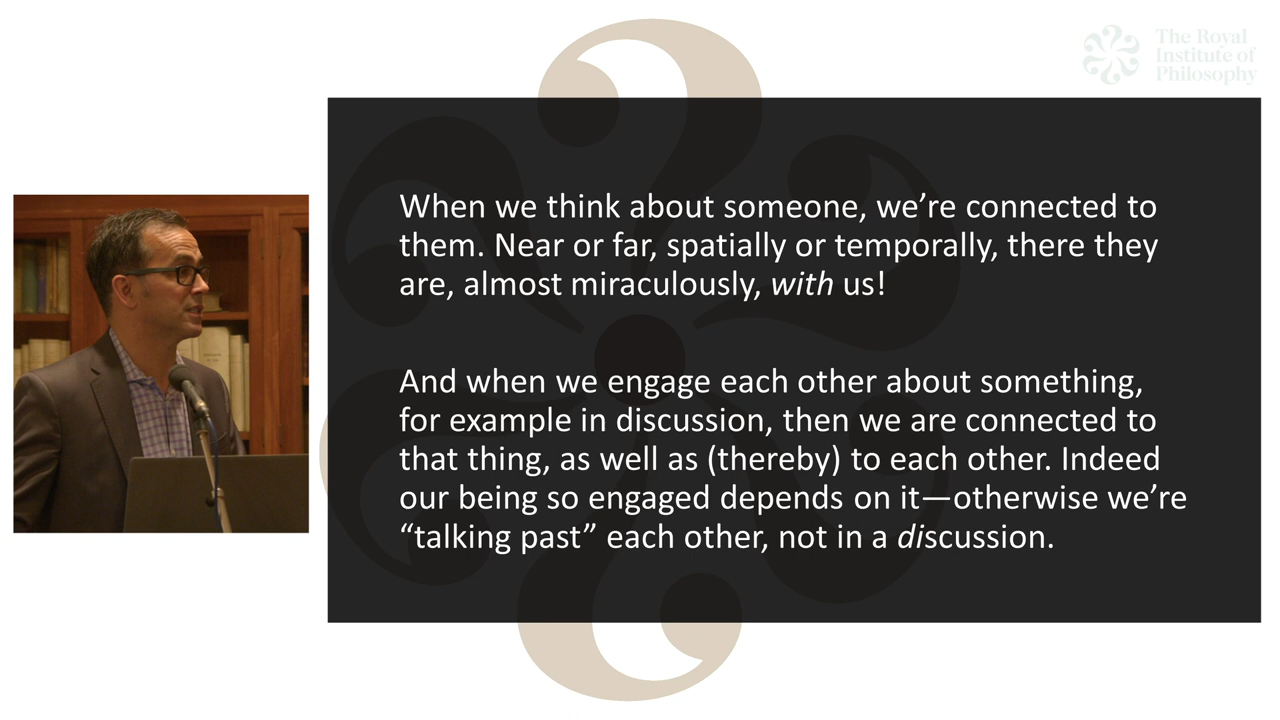 The Royal
Institute of
Philosophy
When we think about someone, we’re connected to
them. Near or far, spatially or temporally, there they
are, almost miraculously, with us!
And when we engage each other about something,
for example in discussion, then we are connected to
that thing, as well as (thereby) to each other. Indeed
our being so engaged depends on it—otherwise we’re
“talking past” each other, not in a discussion.